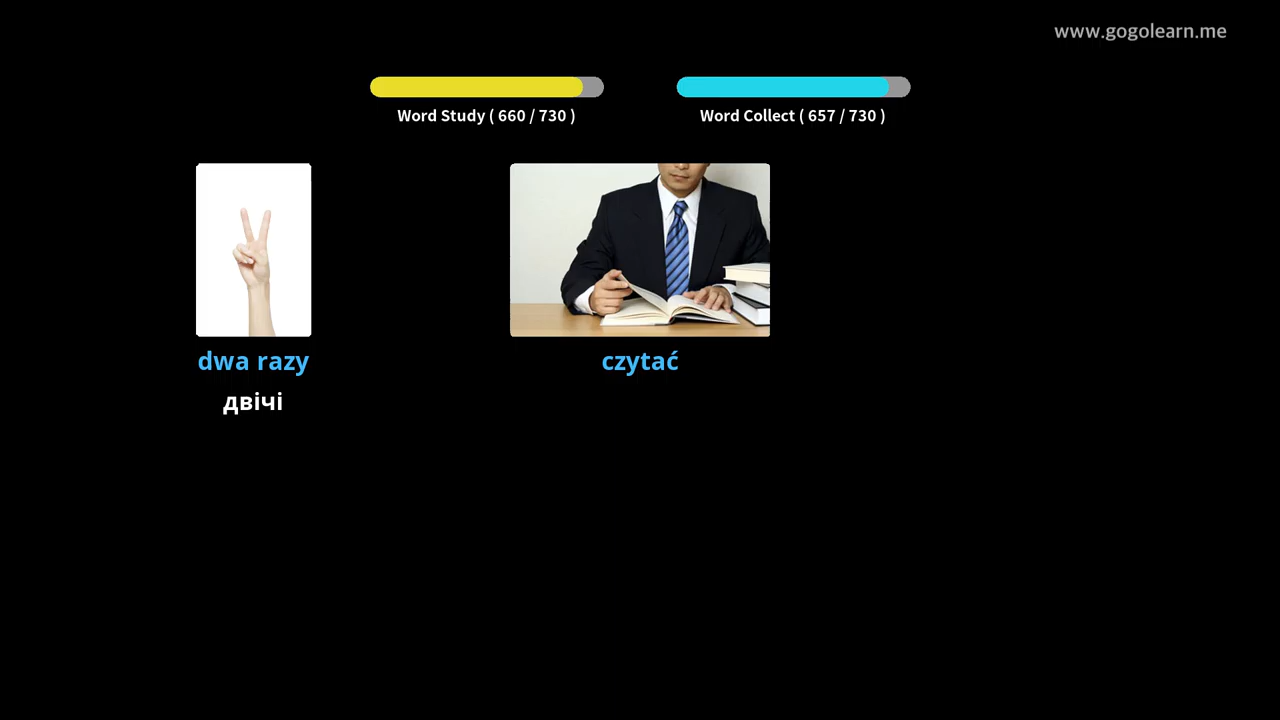 www.gogolearn.me
Word Study ( 660 / 730 )
Word Collect ( 657 / 730 )
dwa razy
czytać
двічі